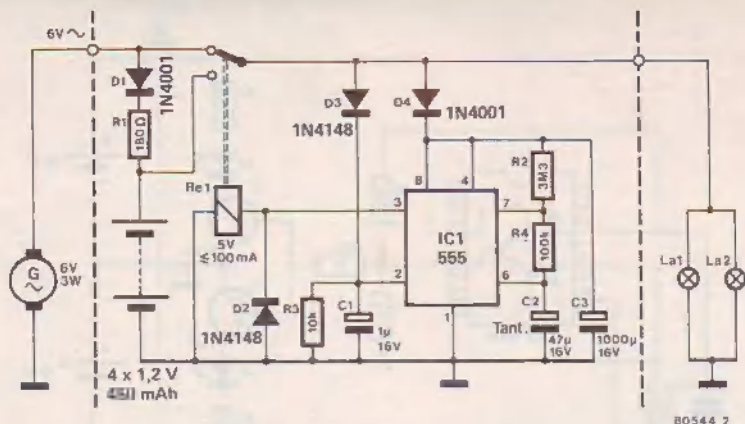 6V ~
D1
1N4001
R1
180Ω
Re1
5V
≤100mA
G
~
6V
3W
4 x 1,2 V
450 mAh
D2
1N4148
D3
1N4148
D4
1N4001
8
4
3
7
2
6
1
IC1
555
R2
3M3
R4
100k
R3
10k
C1
1µ
16V
C2
Tant.
47µ
16V
C3
1000µ
16V
La1
La2
80544 2